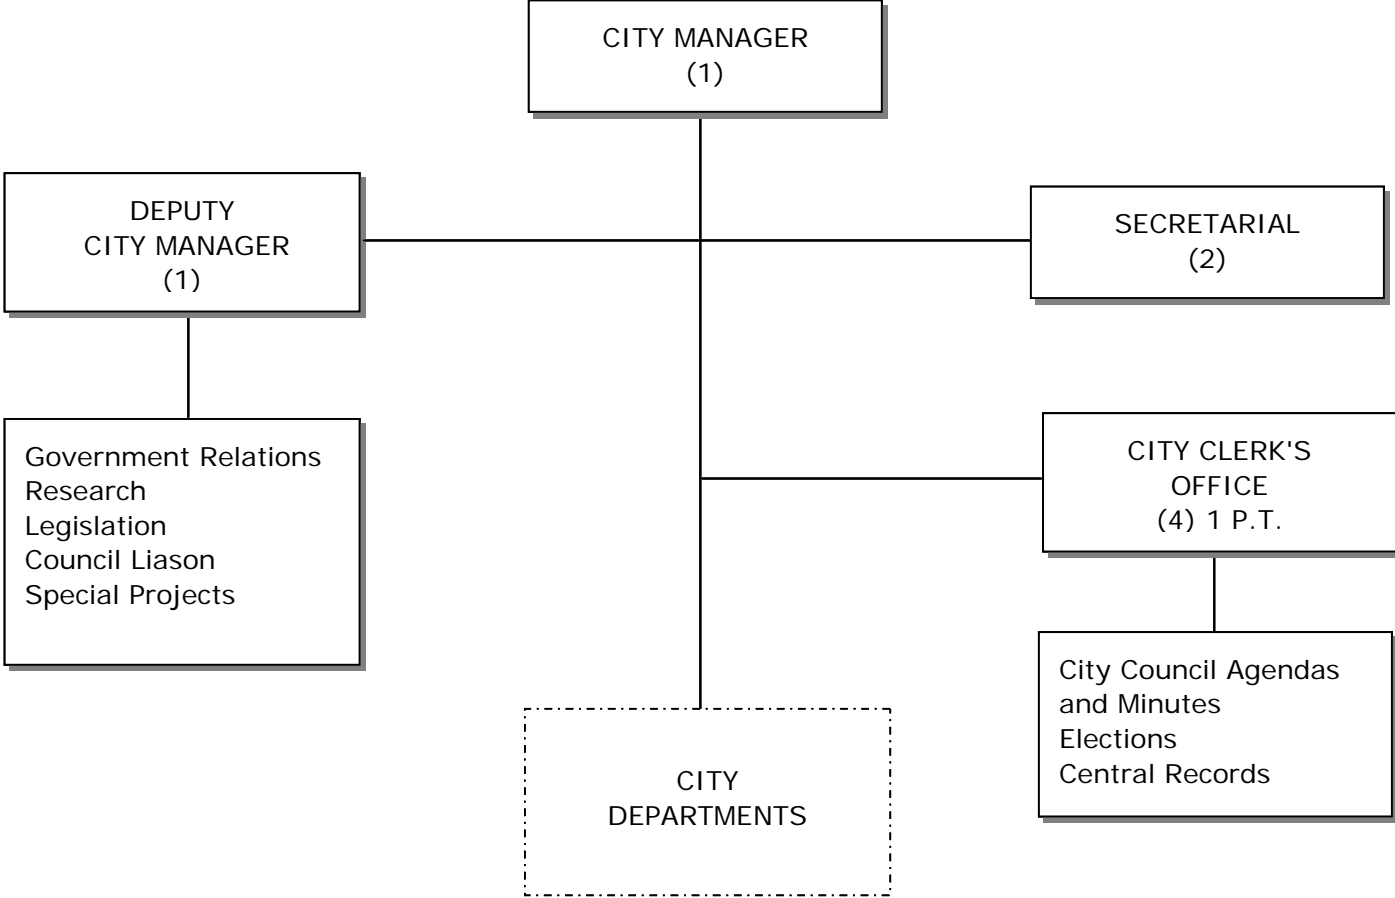 CITY MANAGER
(1)
DEPUTY
CITY MANAGER
(1)
SECRETARIAL
(2)
Government Relations
Research
Legislation
Council Liason
Special Projects
CITY CLERK'S
OFFICE
(4) 1 P.T.
City Council Agendas
and Minutes
Elections
Central Records
CITY
DEPARTMENTS